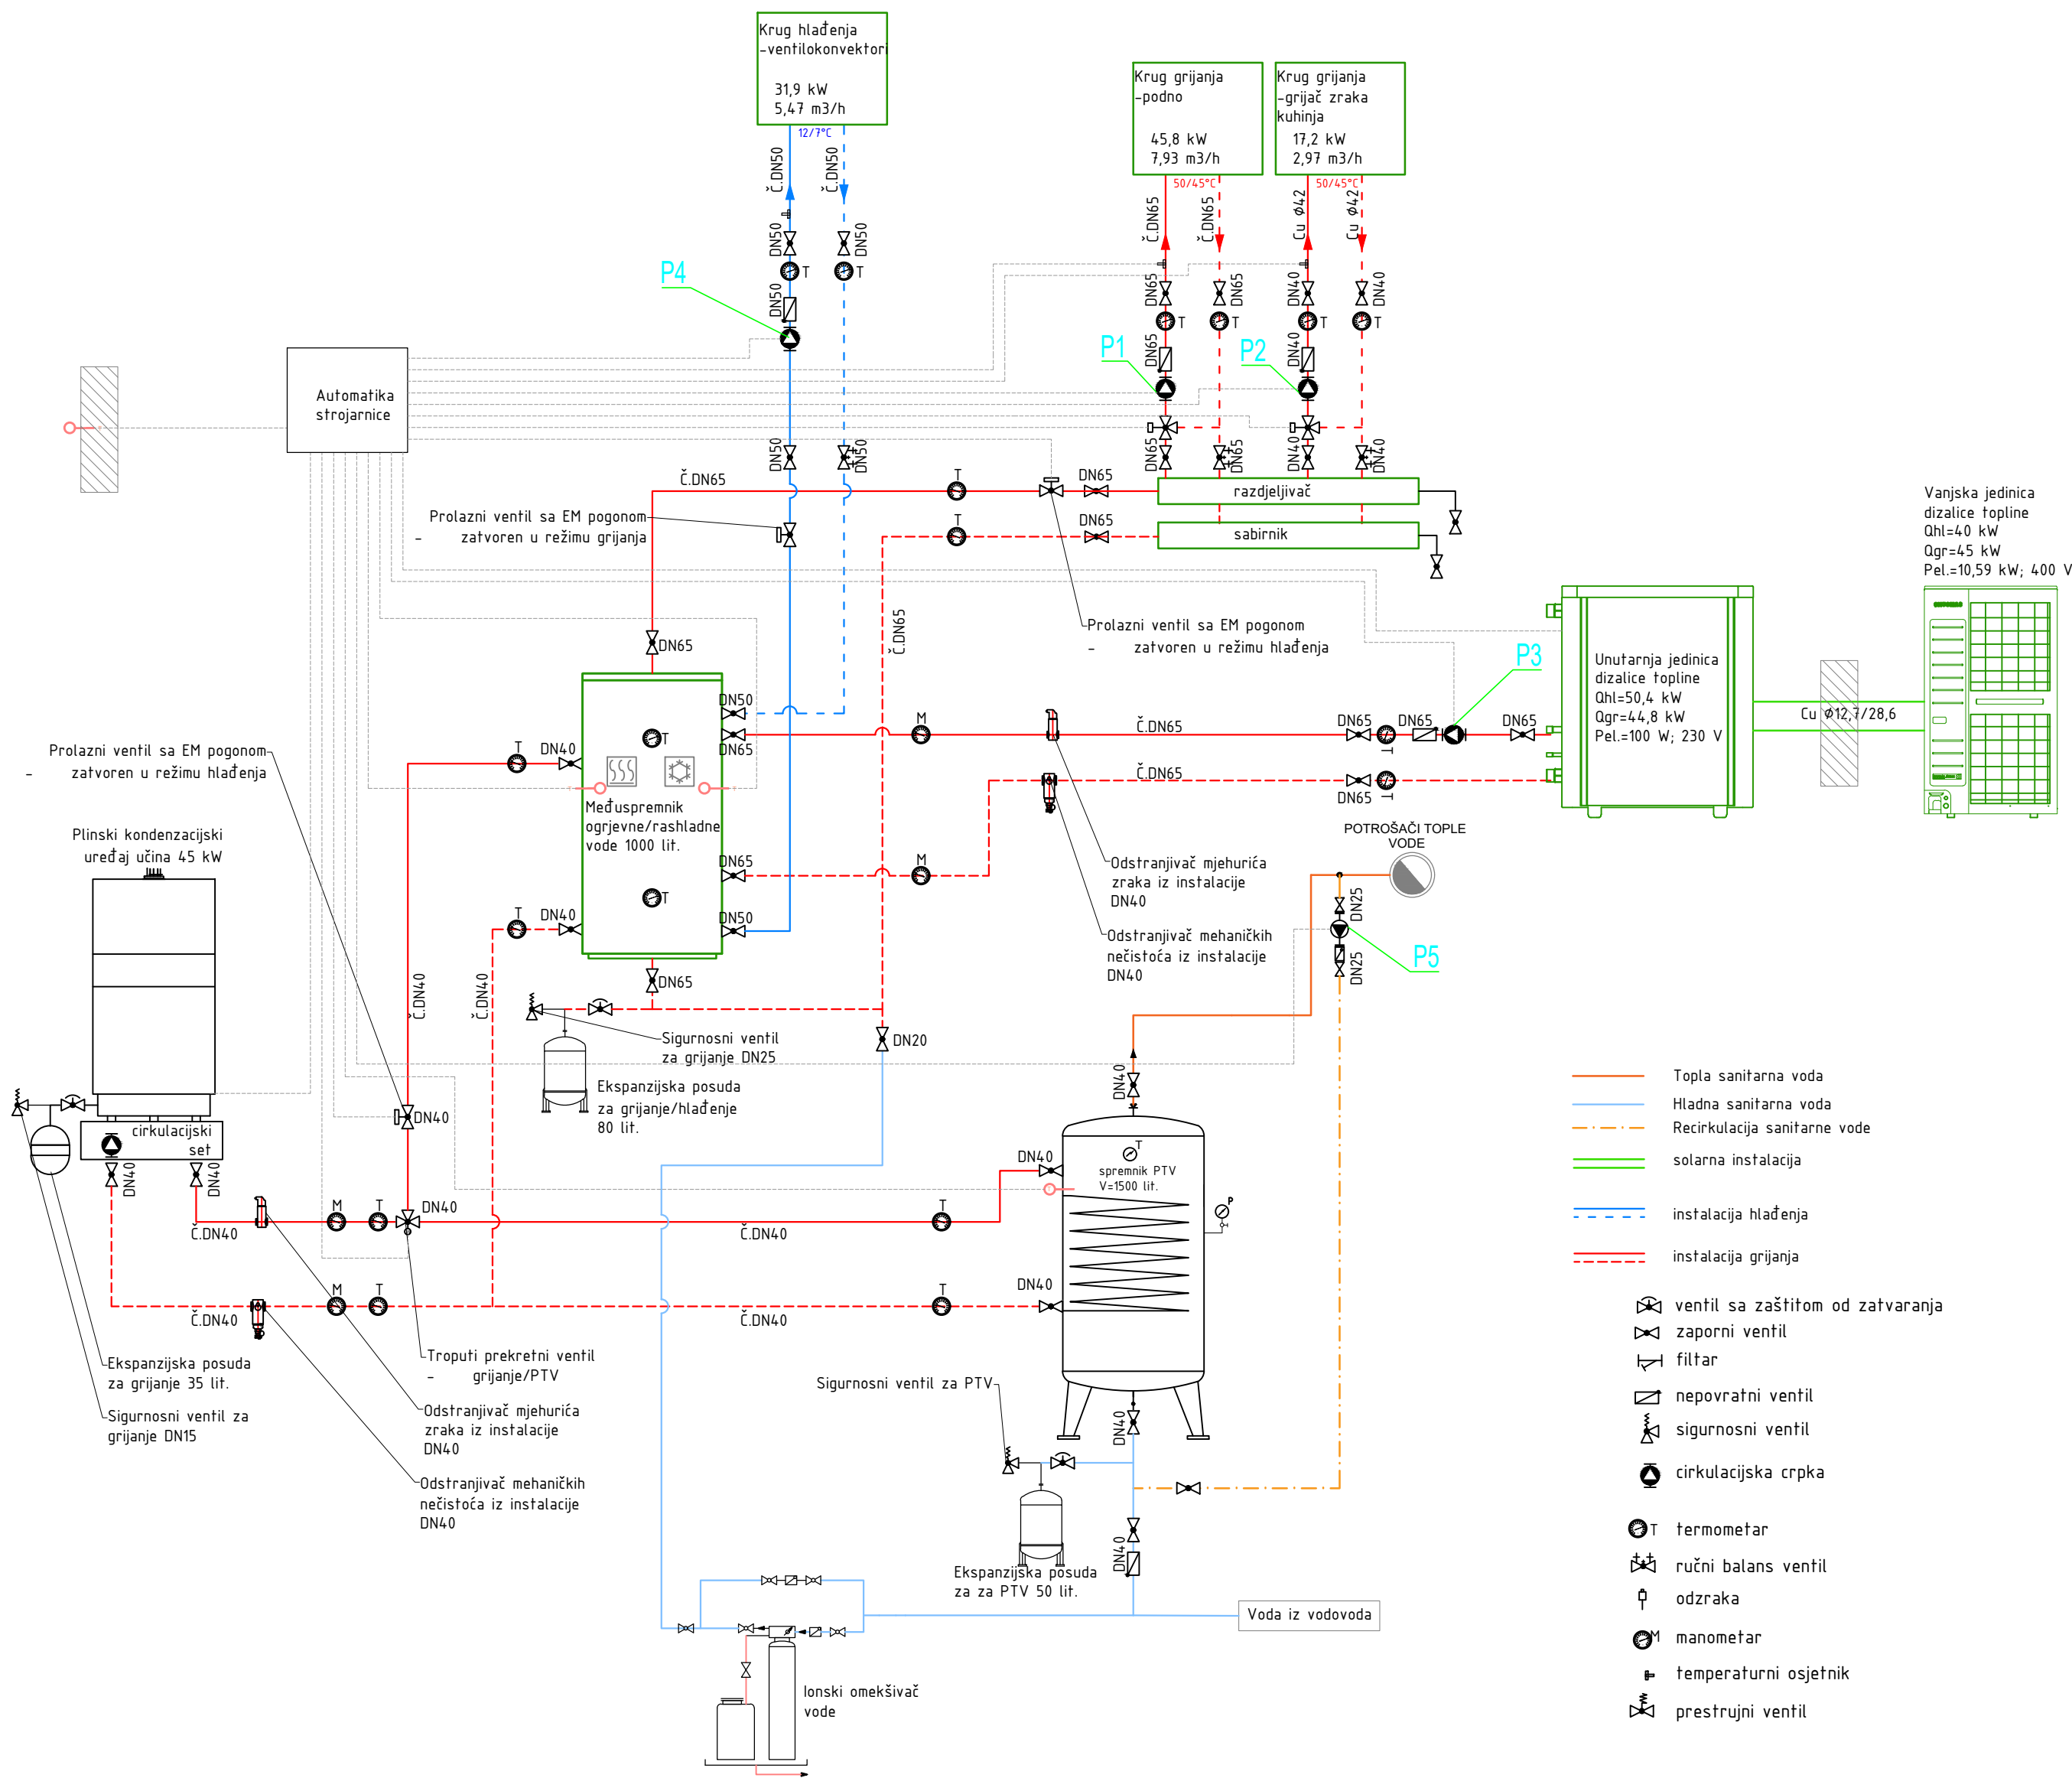 Krug hlađenja
-ventilokonvektori
31,9 kW
5,47 m3/h
12/7°C
Č.DN50
Č.DN50
DN50
DN50
T
T
DN50
P4
DN50
DN50
Krug grijanja
-podno
45,8 kW
7,93 m3/h
50/45°C
Č.DN65
Č.DN65
DN65
DN65
T
T
DN65
P1
DN65
DN65
Krug grijanja
-grijač zraka
kuhinja
17,2 kW
2,97 m3/h
50/45°C
Cu ϕ42
Cu ϕ42
DN40
DN40
T
T
DN40
P2
DN40
DN40
Automatika
strojarnice
Č.DN65
T
DN65
razdjeljivač
Prolazni ventil sa EM pogonom
- zatvoren u režimu grijanja
T
DN65
sabirnik
Č.DN65
Prolazni ventil sa EM pogonom
- zatvoren u režimu hlađenja
Vanjska jedinica
dizalice topline
Qhl=40 kW
Qgr=45 kW
Pel.=10,59 kW; 400 V
Unutarnja jedinica
dizalice topline
Qhl=50,4 kW
Qgr=44,8 kW
Pel.=100 W; 230 V
Cu ϕ12,7/28,6
P3
DN65
DN50
DN65
M
Č.DN65
DN65
T
DN65
DN65
Č.DN65
DN65
T
T
Međuspremnik
ogrjevne/rashladne
vode 1000 lit.
T
DN65
M
DN50
DN65
Prolazni ventil sa EM pogonom
- zatvoren u režimu hlađenja
T
DN40
T
DN40
Č.DN40
Č.DN40
Plinski kondenzacijski
uređaj učina 45 kW
Odstranjivač mjehurića
zraka iz instalacije
DN40
Odstranjivač mehaničkih
nečistoća iz instalacije
DN40
POTROŠAČI TOPLE
VODE
DN25
P5
DN25
Sigurnosni ventil
za grijanje DN25
DN20
Ekspanzijska posuda
za grijanje/hlađenje
80 lit.
DN40
cirkulacijski
set
DN40
DN40
DN40
DN40
M
T
Č.DN40
Č.DN40
T
M
T
Č.DN40
Č.DN40
T
DN40
DN40
T
spremnik PTV
V=1500 lit.
P
DN40
Ekspanzijska posuda
za grijanje 35 lit.
Sigurnosni ventil za
grijanje DN15
Troputi prekretni ventil
- grijanje/PTV
Odstranjivač mjehurića
zraka iz instalacije
DN40
Odstranjivač mehaničkih
nečistoća iz instalacije
DN40
Sigurnosni ventil za PTV
DN40
Ekspanzijska posuda
za za PTV 50 lit.
DN40
Voda iz vodovoda
Ionski omekšivač
vode
Topla sanitarna voda
Hladna sanitarna voda
Recirkulacija sanitarne vode
solarna instalacija
instalacija hlađenja
instalacija grijanja
ventil sa zaštitom od zatvaranja
zaporni ventil
filtar
nepovratni ventil
sigurnosni ventil
cirkulacijska crpka
T termometar
ručni balans ventil
odzraka
M manometar
temperaturni osjetnik
prestrujni ventil